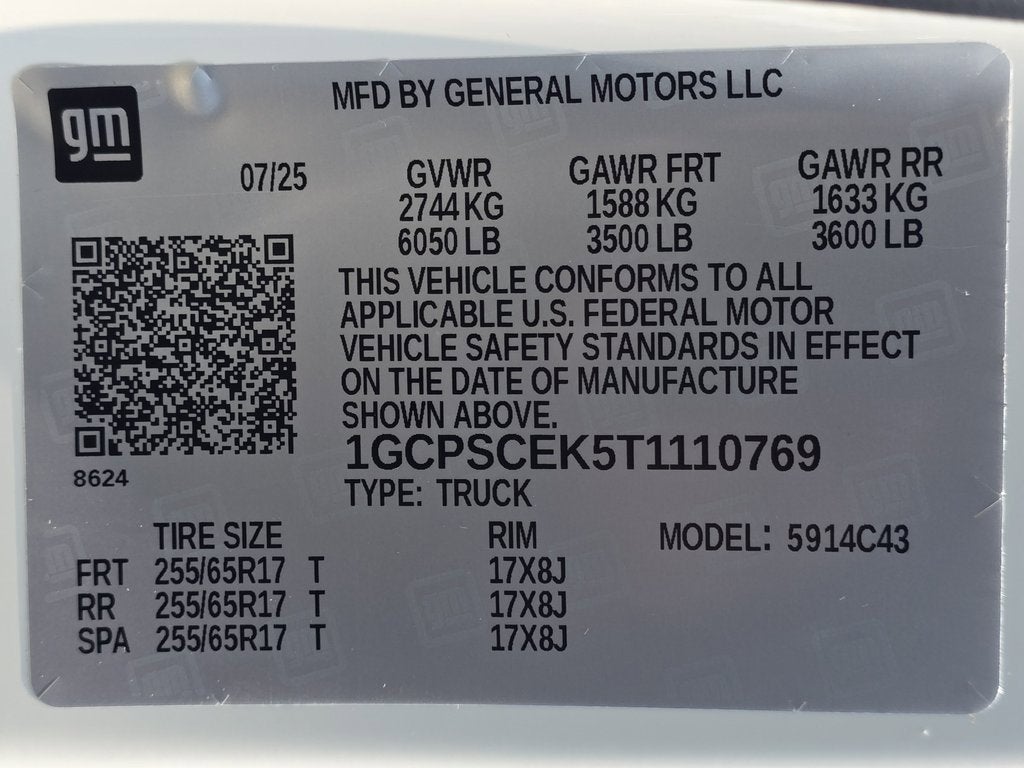 gm
MFD BY GENERAL MOTORS LLC
07/25
GVWR GAWR FRT GAWR RR
2744 KG 1588 KG 1633 KG
6050 LB 3500 LB 3600 LB
THIS VEHICLE CONFORMS TO ALL
APPLICABLE U.S. FEDERAL MOTOR
VEHICLE SAFETY STANDARDS IN EFFECT
ON THE DATE OF MANUFACTURE
SHOWN ABOVE.
1GCPSCEK5T1110769
8624
TYPE: TRUCK
TIRE SIZE RIM MODEL: 5914C43
FRT 255/65R17 T 17X8J
RR 255/65R17 T 17X8J
SPA 255/65R17 T 17X8J